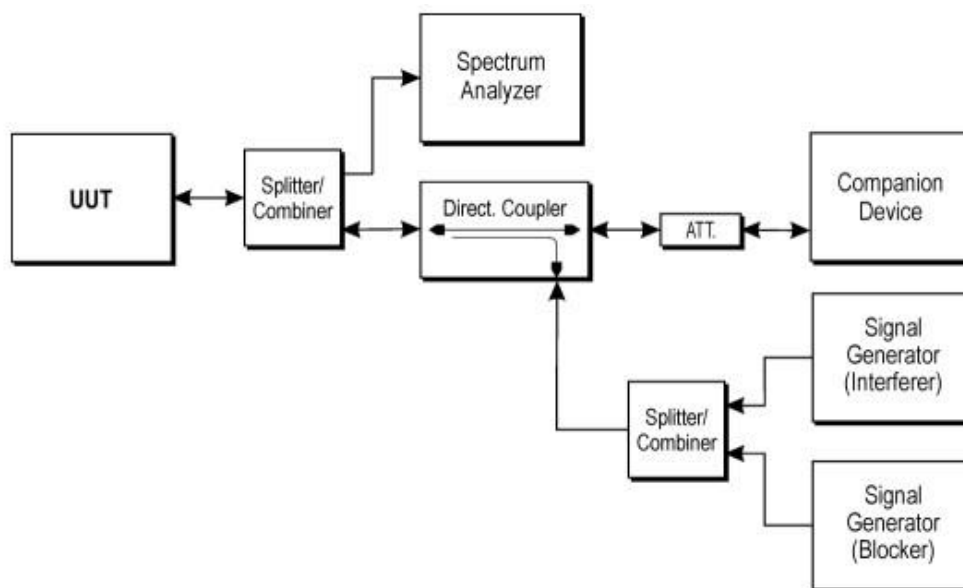 Spectrum
Analyzer
UUT
Splitter/
Combiner
Direct. Coupler
ATT.
Companion
Device
Signal
Generator
(Interferer)
Splitter/
Combiner
Signal
Generator
(Blocker)